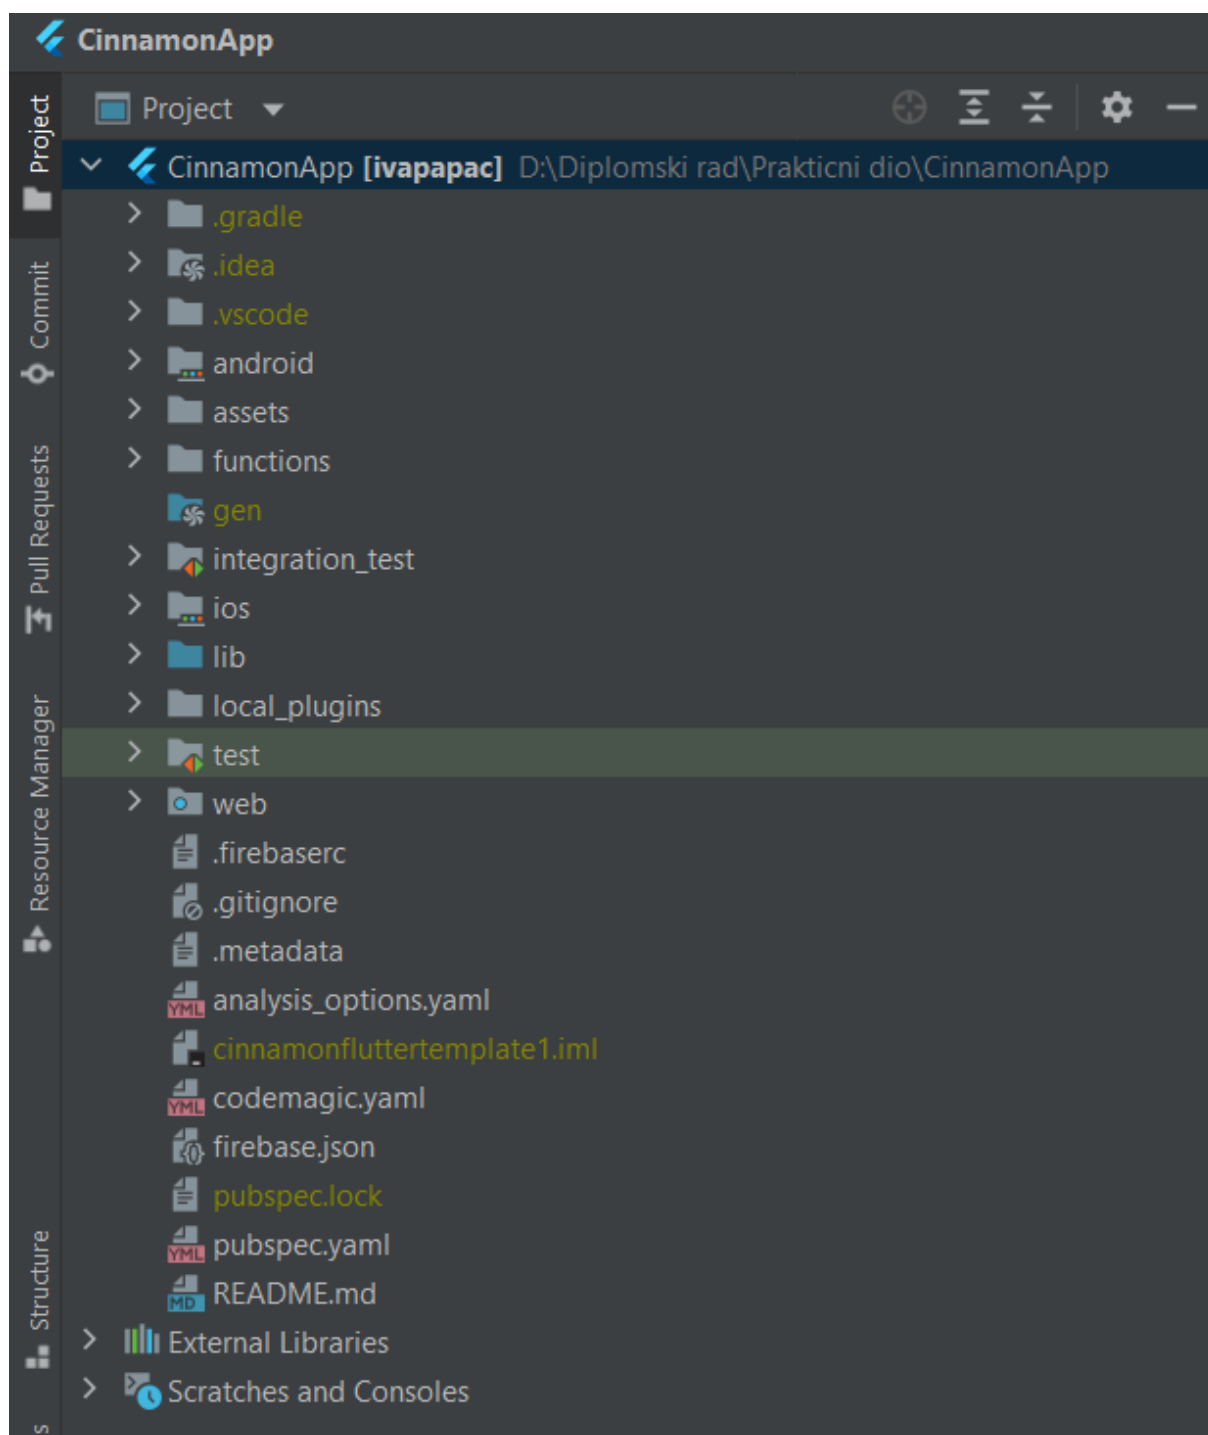 CinnamonApp
Project
CinnamonApp [ivapapac] D:\Diplomski rad\Prakticni dio\CinnamonApp
.gradle
.idea
.vscode
android
assets
functions
gen
integration_test
ios
lib
local_plugins
test
web
.firebaserc
.gitignore
.metadata
analysis_options.yaml
cinnamonfluttertemplate1.iml
codemagic.yaml
firebase.json
pubspec.lock
pubspec.yaml
README.md
External Libraries
Scratches and Consoles
Project
Commit
Pull Requests
Resource Manager
Structure